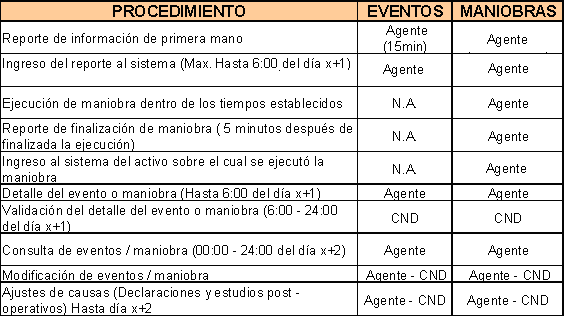 PROCEDIMIENTO EVENTOS MANIOBRAS
Reporte de información de primera mano Agente (15min) Agente
Ingreso del reporte al sistema (Max. Hasta 6:00 del día x+1) Agente Agente
Ejecución de maniobra dentro de los tiempos establecidos N.A. Agente
Reporte de finalización de maniobra ( 5 minutos después de
finalizada la ejecución) N.A. Agente
Ingreso al sistema del activo sobre el cual se ejecutó la
maniobra N.A. Agente
Detalle del evento o maniobra (Hasta 6:00 del día x+1) Agente Agente
Validación del detalle del evento o maniobra (6:00 - 24:00
del día x+1) CND CND
Consulta de eventos / maniobra (00:00 - 24:00 del día x+2) Agente Agente
Modificación de eventos / maniobra Agente - CND Agente - CND
Ajustes de causas (Declaraciones y estudios post -
operativos) Hasta día x+2 Agente - CND Agente - CND